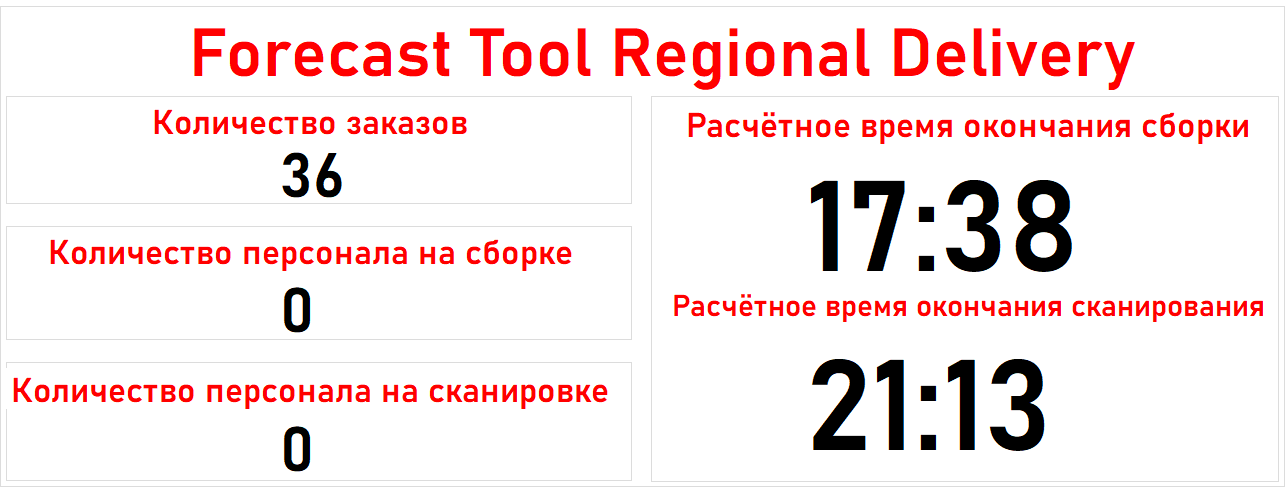 Forecast Tool Regional Delivery
Количество заказов
36
Количество персонала на сборке
0
Количество персонала на сканировке
0
Расчётное время окончания сборки
17:38
Расчётное время окончания сканирования
21:13